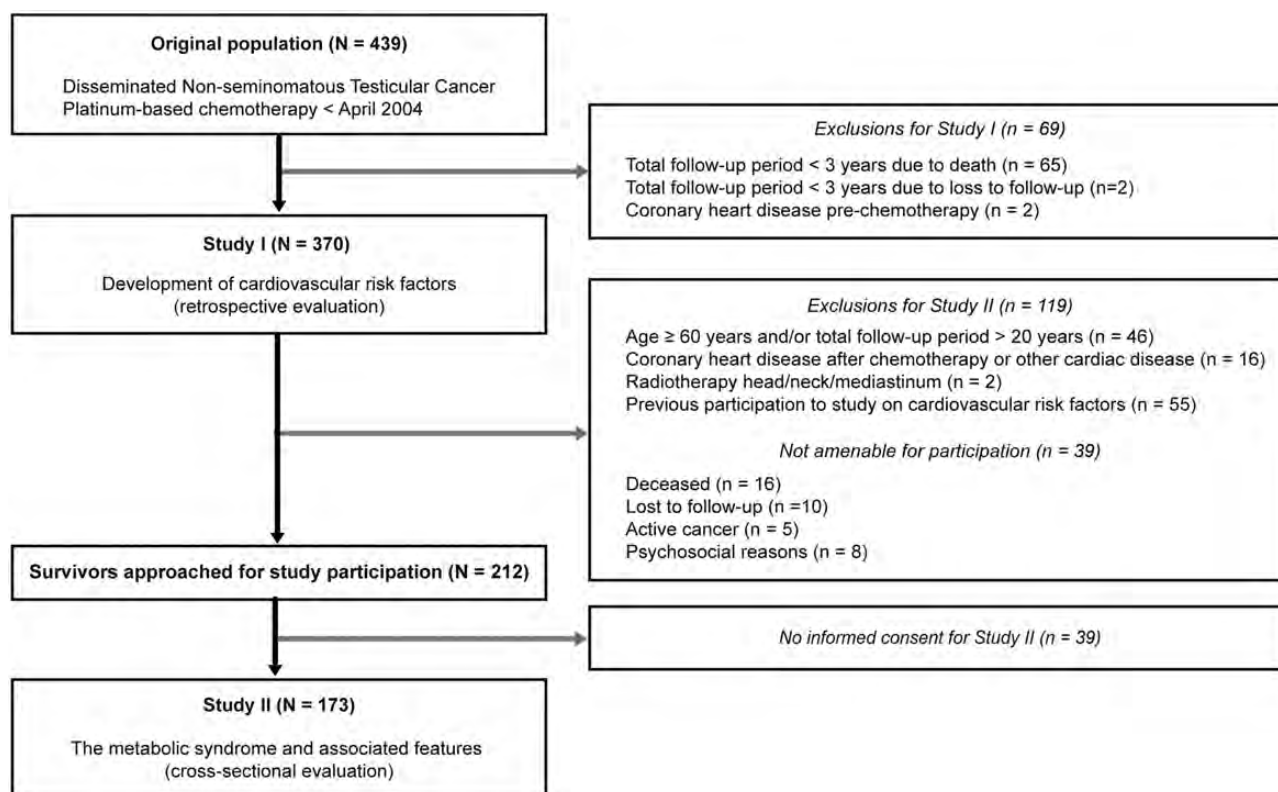 Original population (N = 439)
Disseminated Non-seminomatous Testicular Cancer
Platinum-based chemotherapy < April 2004
Exclusions for Study I (n = 69)
Total follow-up period < 3 years due to death (n = 65)
Total follow-up period < 3 years due to loss to follow-up (n=2)
Coronary heart disease pre-chemotherapy (n = 2)
Study I (N = 370)
Development of cardiovascular risk factors
(retrospective evaluation)
Exclusions for Study II (n = 119)
Age ≥ 60 years and/or total follow-up period > 20 years (n = 46)
Coronary heart disease after chemotherapy or other cardiac disease (n = 16)
Radiotherapy head/neck/mediastinum (n = 2)
Previous participation to study on cardiovascular risk factors (n = 55)
Not amenable for participation (n = 39)
Deceased (n = 16)
Lost to follow-up (n =10)
Active cancer (n = 5)
Psychosocial reasons (n = 8)
Survivors approached for study participation (N = 212)
No informed consent for Study II (n = 39)
Study II (N = 173)
The metabolic syndrome and associated features
(cross-sectional evaluation)